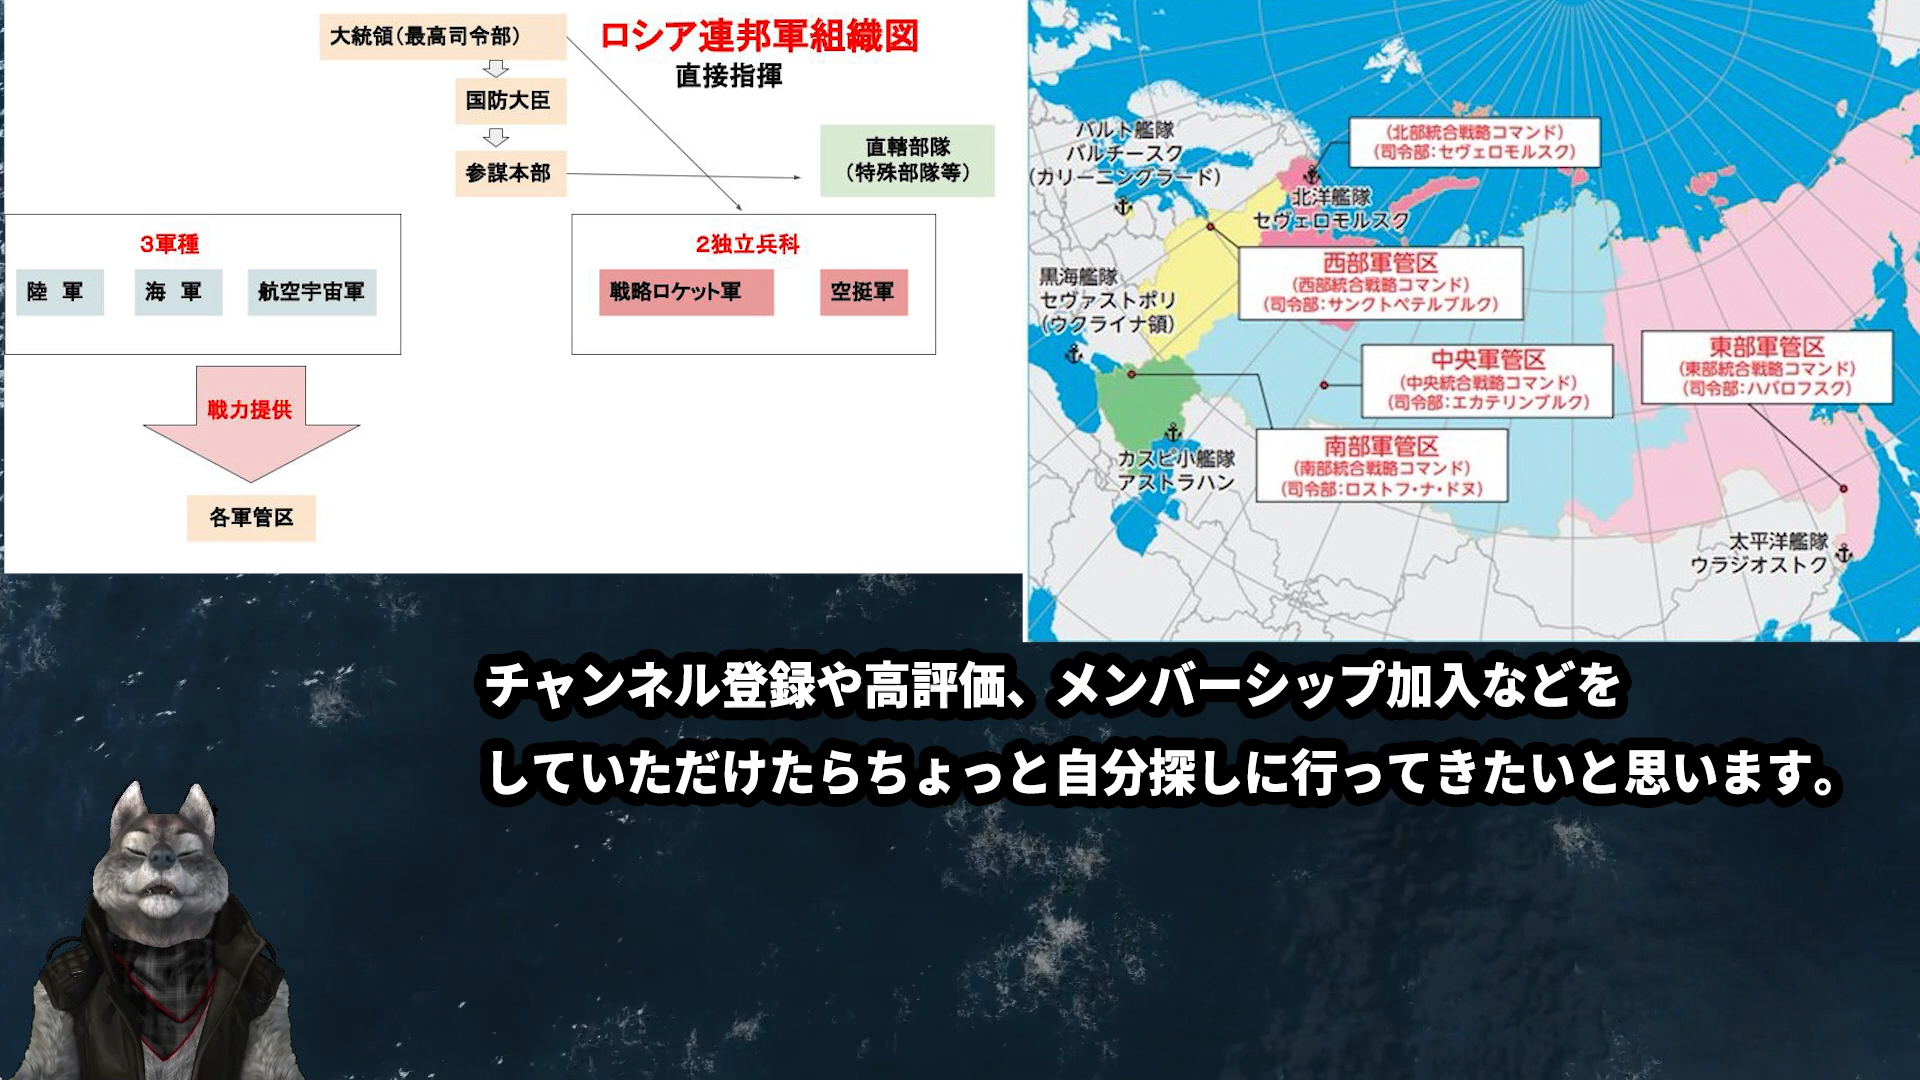 大統領（最高司令部）
ロシア連邦軍組織図
直接指揮
国防大臣
参謀本部
直轄部隊
（特殊部隊等）
3軍種
陸 軍
海 軍
航空宇宙軍
2独立兵科
戦略ロケット軍
空挺軍
戦力提供
各軍管区
バルト艦隊
バルチースク
(カリーニングラード)
(北部統合戦略コマンド)
(司令部：セヴェロモルスク)
北洋艦隊
セヴェロモルスク
西部軍管区
(西部統合戦略コマンド)
(司令部：サンクトペテルブルク)
黒海艦隊
セヴァストポリ
(ウクライナ領)
中央軍管区
(中央統合戦略コマンド)
(司令部：エカテリンブルク)
東部軍管区
(東部統合戦略コマンド)
(司令部：ハバロフスク)
南部軍管区
(南部統合戦略コマンド)
(司令部：ロストフ・ナ・ドヌ)
カスピ小艦隊
アストラハン
太平洋艦隊
ウラジオストク
チャンネル登録や高評価、メンバーシップ加入などを
していただけたらちょっと自分探しに行ってきたいと思います。